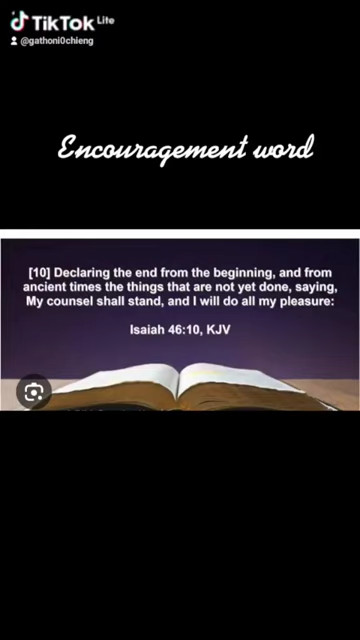 TikTok Lite
@gathoni0chieng
Encouragement word
[10] Declaring the end from the beginning, and from
ancient times the things that are not yet done, saying,
My counsel shall stand, and I will do all my pleasure:
Isaiah 46:10, KJV